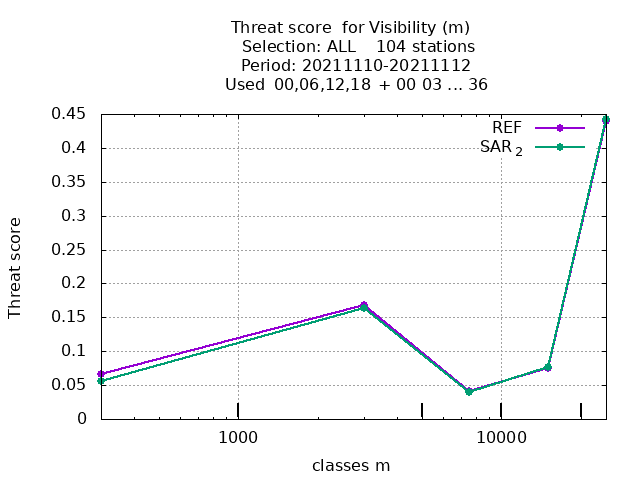 Threat score  for Visibility (m)
Selection: ALL    104 stations
Period: 20211110-20211112
Used  00,06,12,18  + 00 03 ... 36
0.45
0.4
0.35
0.3
0.25
0.2
0.15
0.1
0.05
0
Threat score
REF
SAR 2
1000
10000
classes m